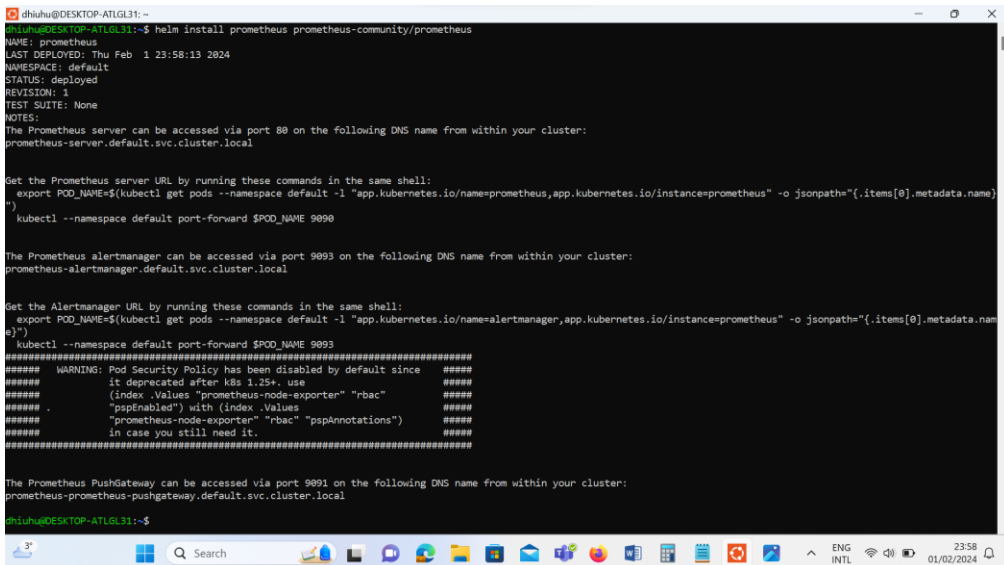 dhiuhu@DESKTOP-ATLGL31: ~
dhiuhu@DESKTOP-ATLGL31:~$ helm install prometheus prometheus-community/prometheus
NAME: prometheus
LAST DEPLOYED: Thu Feb  1 23:58:13 2024
NAMESPACE: default
STATUS: deployed
REVISION: 1
TEST SUITE: None
NOTES:
The Prometheus server can be accessed via port 80 on the following DNS name from within your cluster:
prometheus-server.default.svc.cluster.local
Get the Prometheus server URL by running these commands in the same shell:
  export POD_NAME=$(kubectl get pods --namespace default -l "app.kubernetes.io/name=prometheus,app.kubernetes.io/instance=prometheus" -o jsonpath="{.items[0].metadata.name}
")
  kubectl --namespace default port-forward $POD_NAME 9090
The Prometheus alertmanager can be accessed via port 9093 on the following DNS name from within your cluster:
prometheus-alertmanager.default.svc.cluster.local
Get the Alertmanager URL by running these commands in the same shell:
  export POD_NAME=$(kubectl get pods --namespace default -l "app.kubernetes.io/name=alertmanager,app.kubernetes.io/instance=prometheus" -o jsonpath="{.items[0].metadata.nam
e}")
  kubectl --namespace default port-forward $POD_NAME 9093
#################################################################################
######   WARNING: Pod Security Policy has been disabled by default since    #####
######            it deprecated after k8s 1.25+. use                        #####
######            (index .Values "prometheus-node-exporter" "rbac"          #####
###### .          "pspEnabled") with (index .Values                         #####
######            "prometheus-node-exporter" "rbac" "pspAnnotations")       #####
######            in case you still need it.                                #####
#################################################################################
The Prometheus PushGateway can be accessed via port 9091 on the following DNS name from within your cluster:
prometheus-prometheus-pushgateway.default.svc.cluster.local
dhiuhu@DESKTOP-ATLGL31:~$
3°
Search
ENG
INTL
23:58
01/02/2024